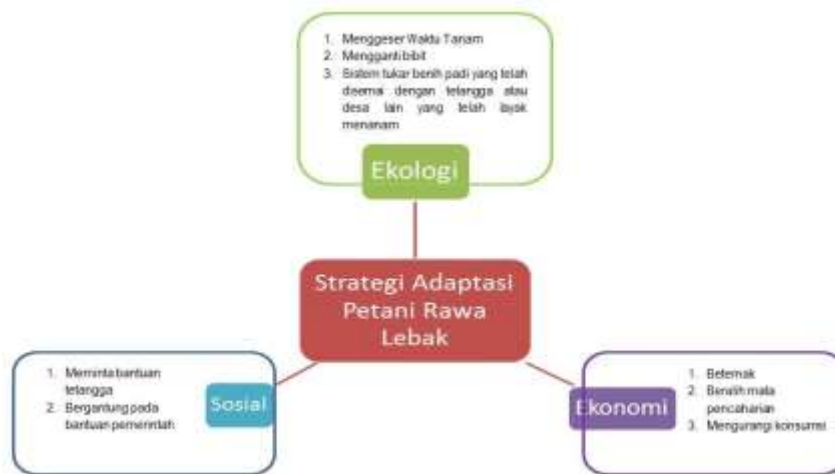 1. Menggeser Waktu Tanam
2. Mengganti bibit
3. Sistem tukar benih padi yang telah
disemai dengan tetangga atau
desa lain yang telah layak
menanam
Ekologi
Strategi Adaptasi
Petani Rawa
Lebak
1. Meminta bantuan
tetangga
2. Bergantung pada
bantuan pemerintah
Sosial
1. Beternak
2. Beralih mata
pencaharian
3. Mengurangi konsumsi
Ekonomi